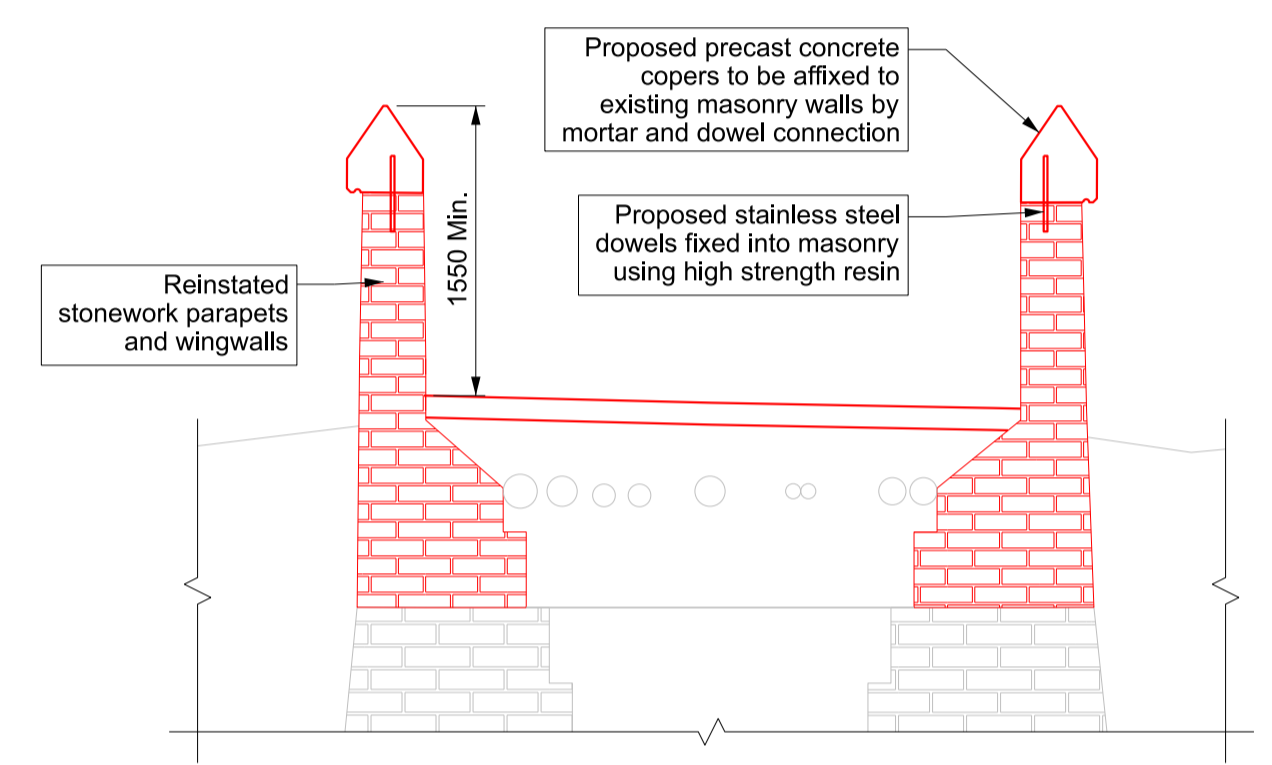 Proposed precast concrete
copers to be affixed to
existing masonry walls by
mortar and dowel connection
1550 Min.
Proposed stainless steel
dowels fixed into masonry
using high strength resin
Reinstated
stonework parapets
and wingwalls